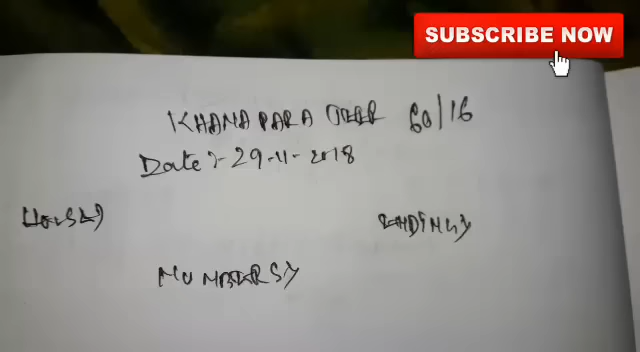 SUBSCRIBE NOW
KHANAPARA TEER 60/16
Date:- 29-11-2018
HOUSE)
ENDING)
NUMBERS)